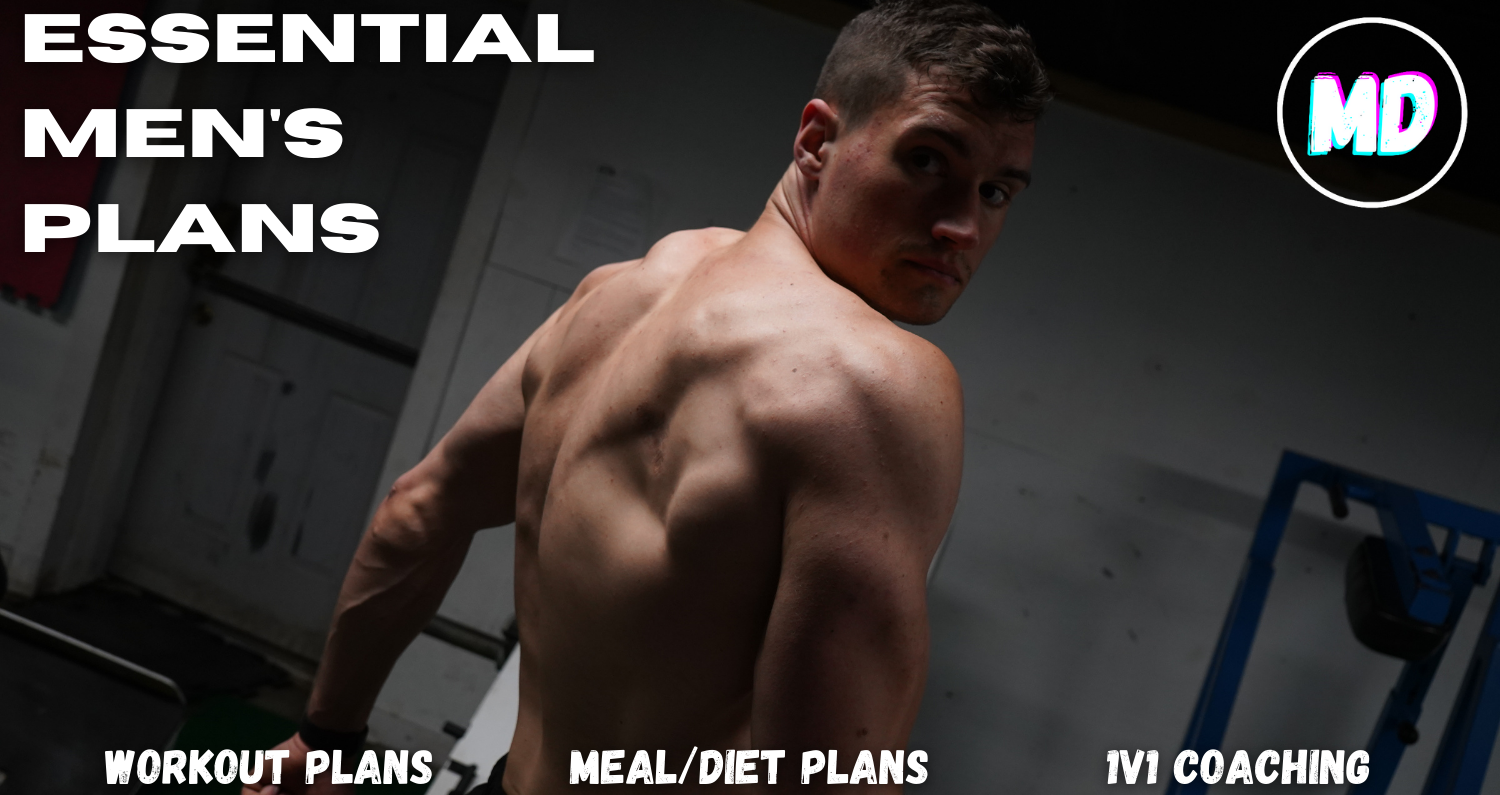 ESSENTIAL
MEN'S
PLANS
MD
WORKOUT PLANS
MEAL/DIET PLANS
1V1 COACHING